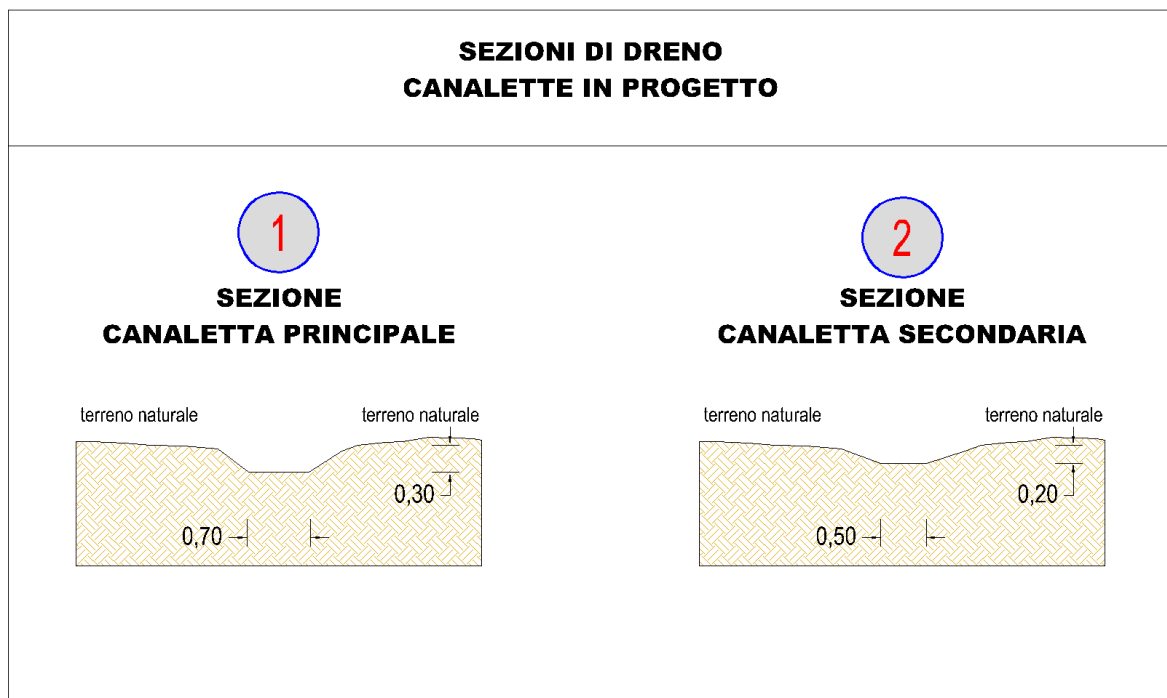 SEZIONI DI DRENO
CANALETTE IN PROGETTO
1
SEZIONE
CANALETTA PRINCIPALE
terreno naturale
terreno naturale
0,30
0,70
2
SEZIONE
CANALETTA SECONDARIA
terreno naturale
terreno naturale
0,20
0,50